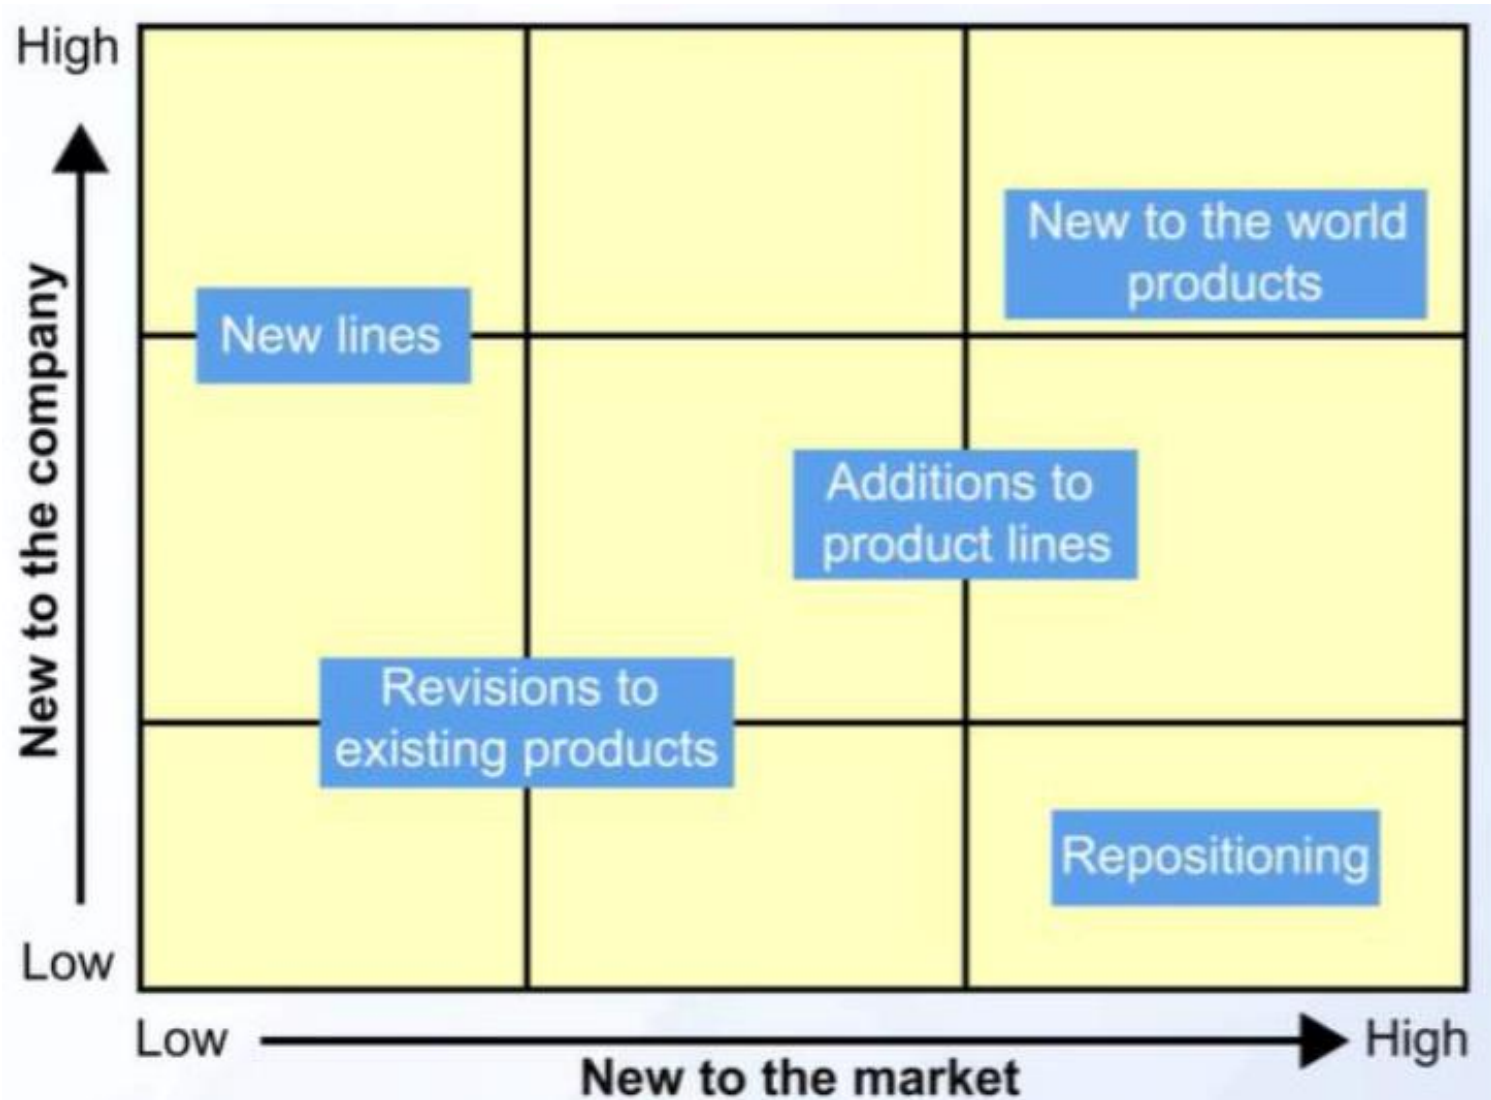 High
New to the world
products
New lines
New to the company
Additions to
product lines
Revisions to
existing products
Repositioning
Low
Low
High
New to the market